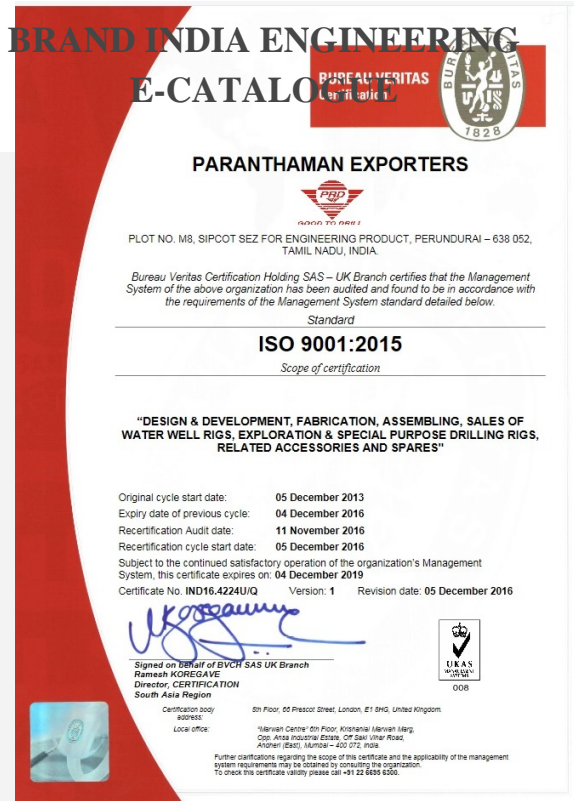 BRAND INDIA ENGINEERING
E-CATALOGUE
BUREAU VERITAS
Certification
BUREAU VERITAS
1828
PARANTHAMAN EXPORTERS
PRD
GOOD TO DRILL
PLOT NO. M8, SIPCOT SEZ FOR ENGINEERING PRODUCT, PERUNDURAI – 638 052,
TAMIL NADU, INDIA.
Bureau Veritas Certification Holding SAS – UK Branch certifies that the Management
System of the above organization has been audited and found to be in accordance with
the requirements of the Management System standard detailed below.
Standard
ISO 9001:2015
Scope of certification
“DESIGN & DEVELOPMENT, FABRICATION, ASSEMBLING, SALES OF
WATER WELL RIGS, EXPLORATION & SPECIAL PURPOSE DRILLING RIGS,
RELATED ACCESSORIES AND SPARES"
Original cycle start date: 05 December 2013
Expiry date of previous cycle: 04 December 2016
Recertification Audit date: 11 November 2016
Recertification cycle start date: 05 December 2016
Subject to the continued satisfactory operation of the organization's Management
System, this certificate expires on: 04 December 2019
Certificate No. IND16.4224U/Q Version: 1 Revision date: 05 December 2016
Signed on behalf of BVCH SAS UK Branch
Ramesh KOREGAVE
Director, CERTIFICATION
South Asia Region
UKAS
MANAGEMENT
SYSTEMS
008
Certification body
address: 5th Floor, 66 Prescot Street, London, E1 8HG, United Kingdom.
Local office: "Marwah Centre" 6th Floor, Krishanlal Marwah Marg,
Opp. Ansa Industrial Estate, Off Saki Vihar Road,
Andheri (East), Mumbai – 400 072, India.
Further clarifications regarding the scope of this certificate and the applicability of the management
system requirements may be obtained by consulting the organization.
To check this certificate validity please call +91 22 6695 6300.